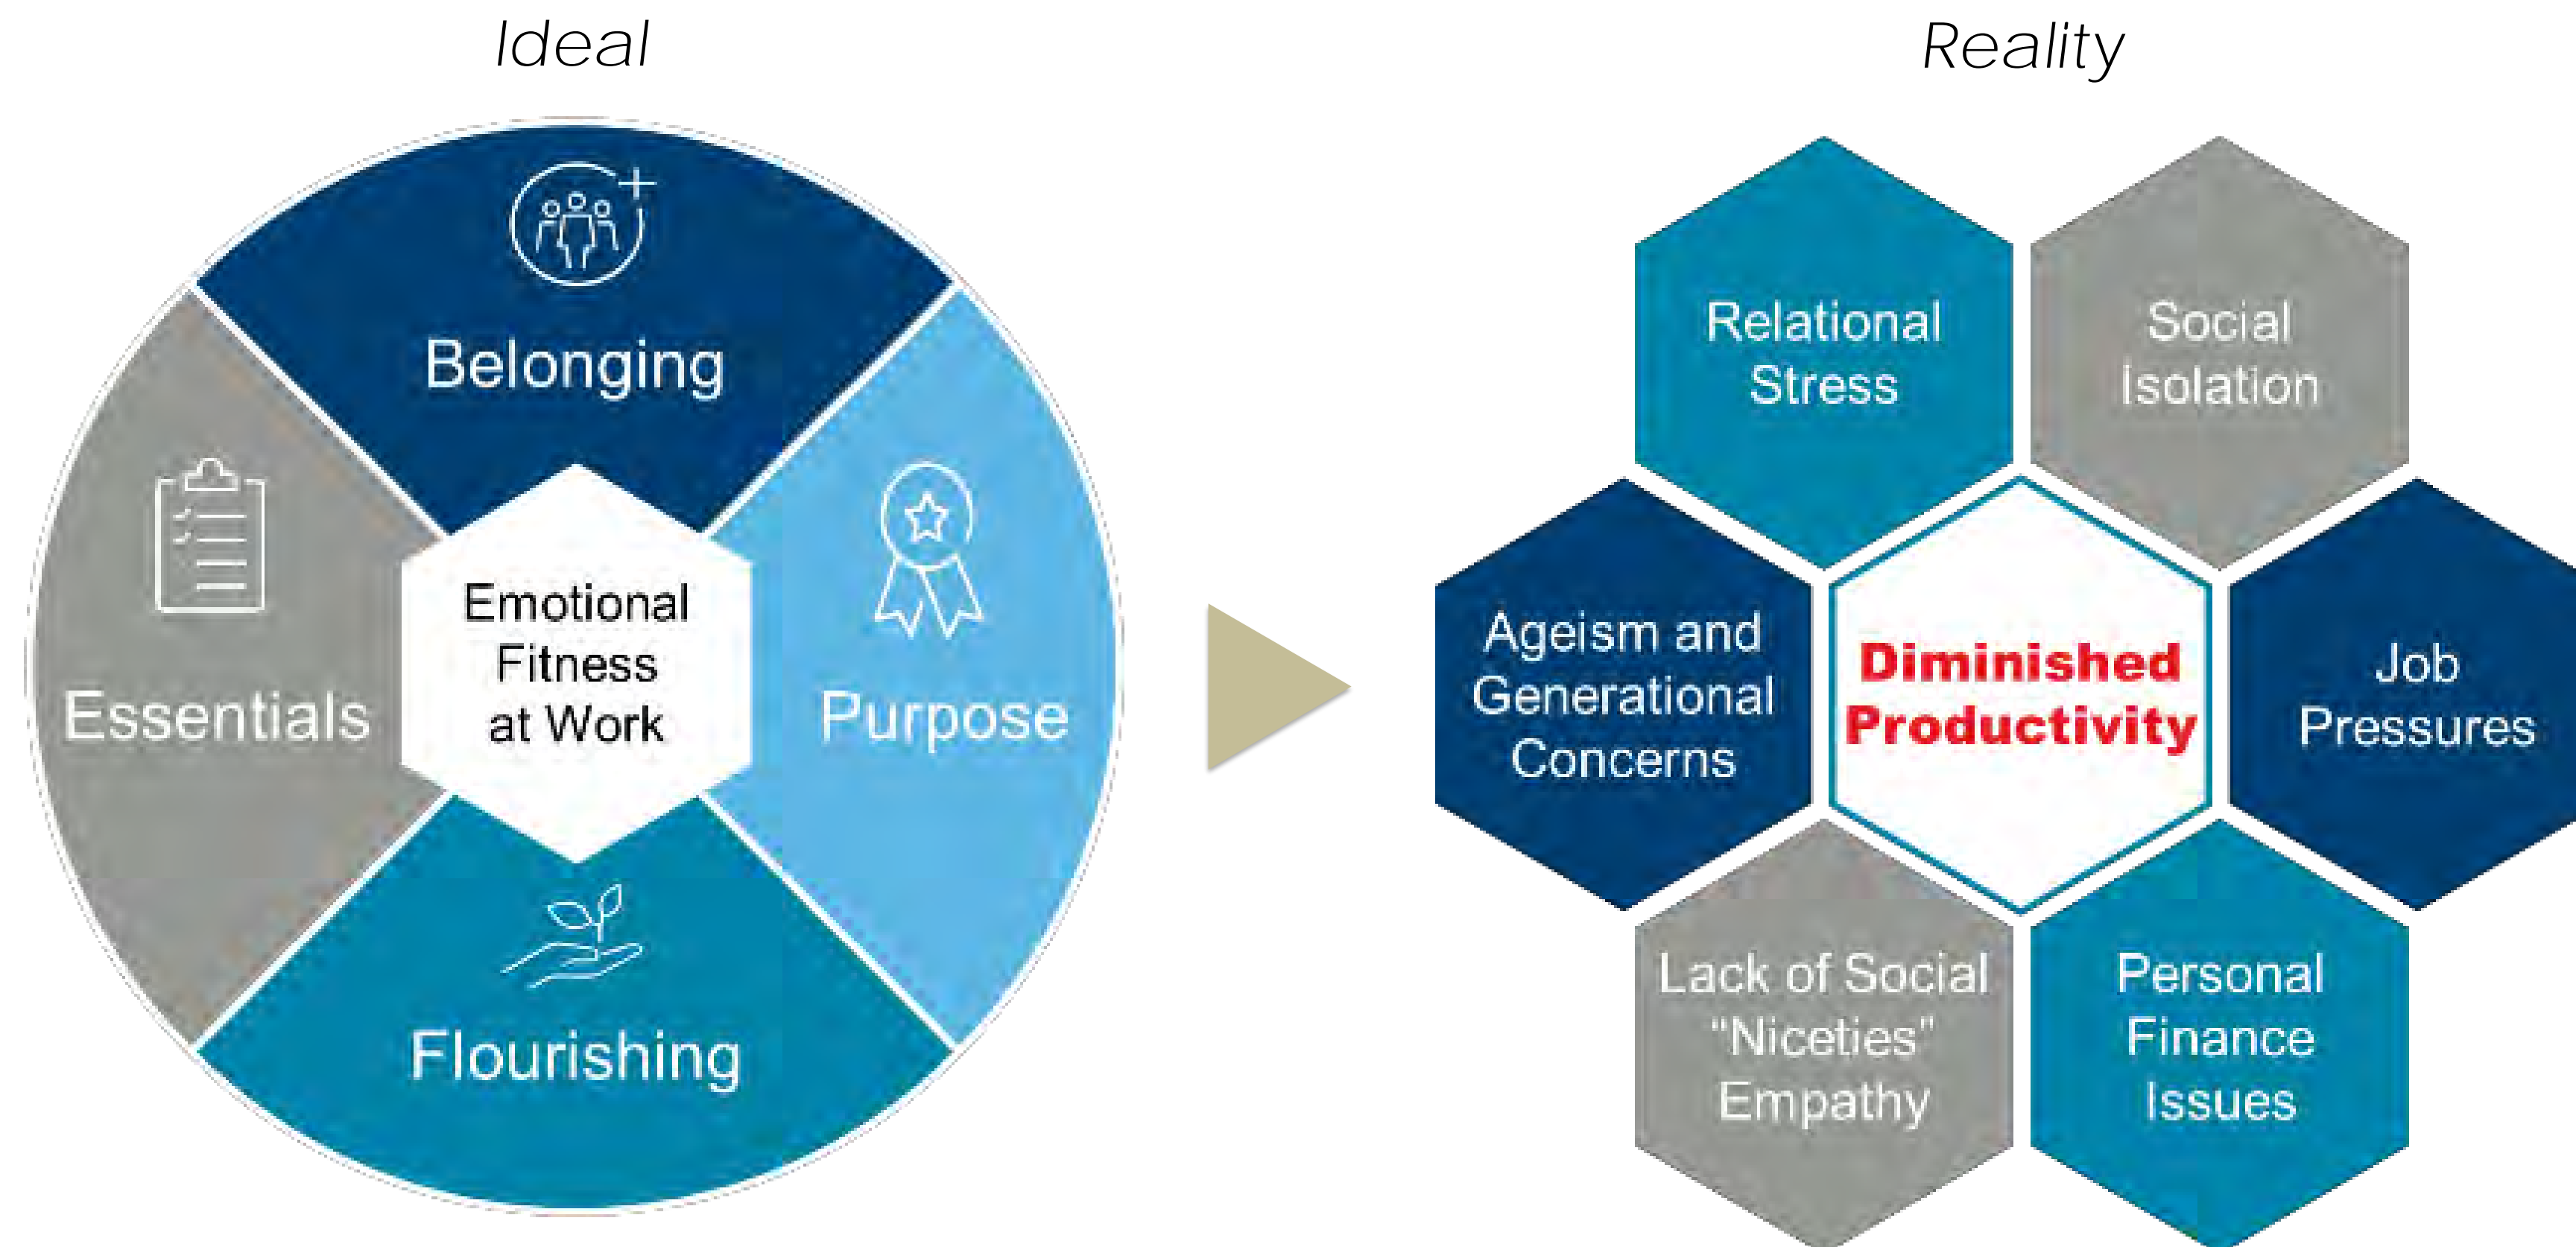 Ideal
Reality
Belonging
Essentials
Emotional
Fitness
at Work
Purpose
Flourishing
Relational
Stress
Social
Isolation
Ageism and
Generational
Concerns
Diminished
Productivity
Job
Pressures
Lack of Social
“Niceties”
Empathy
Personal
Finance
Issues